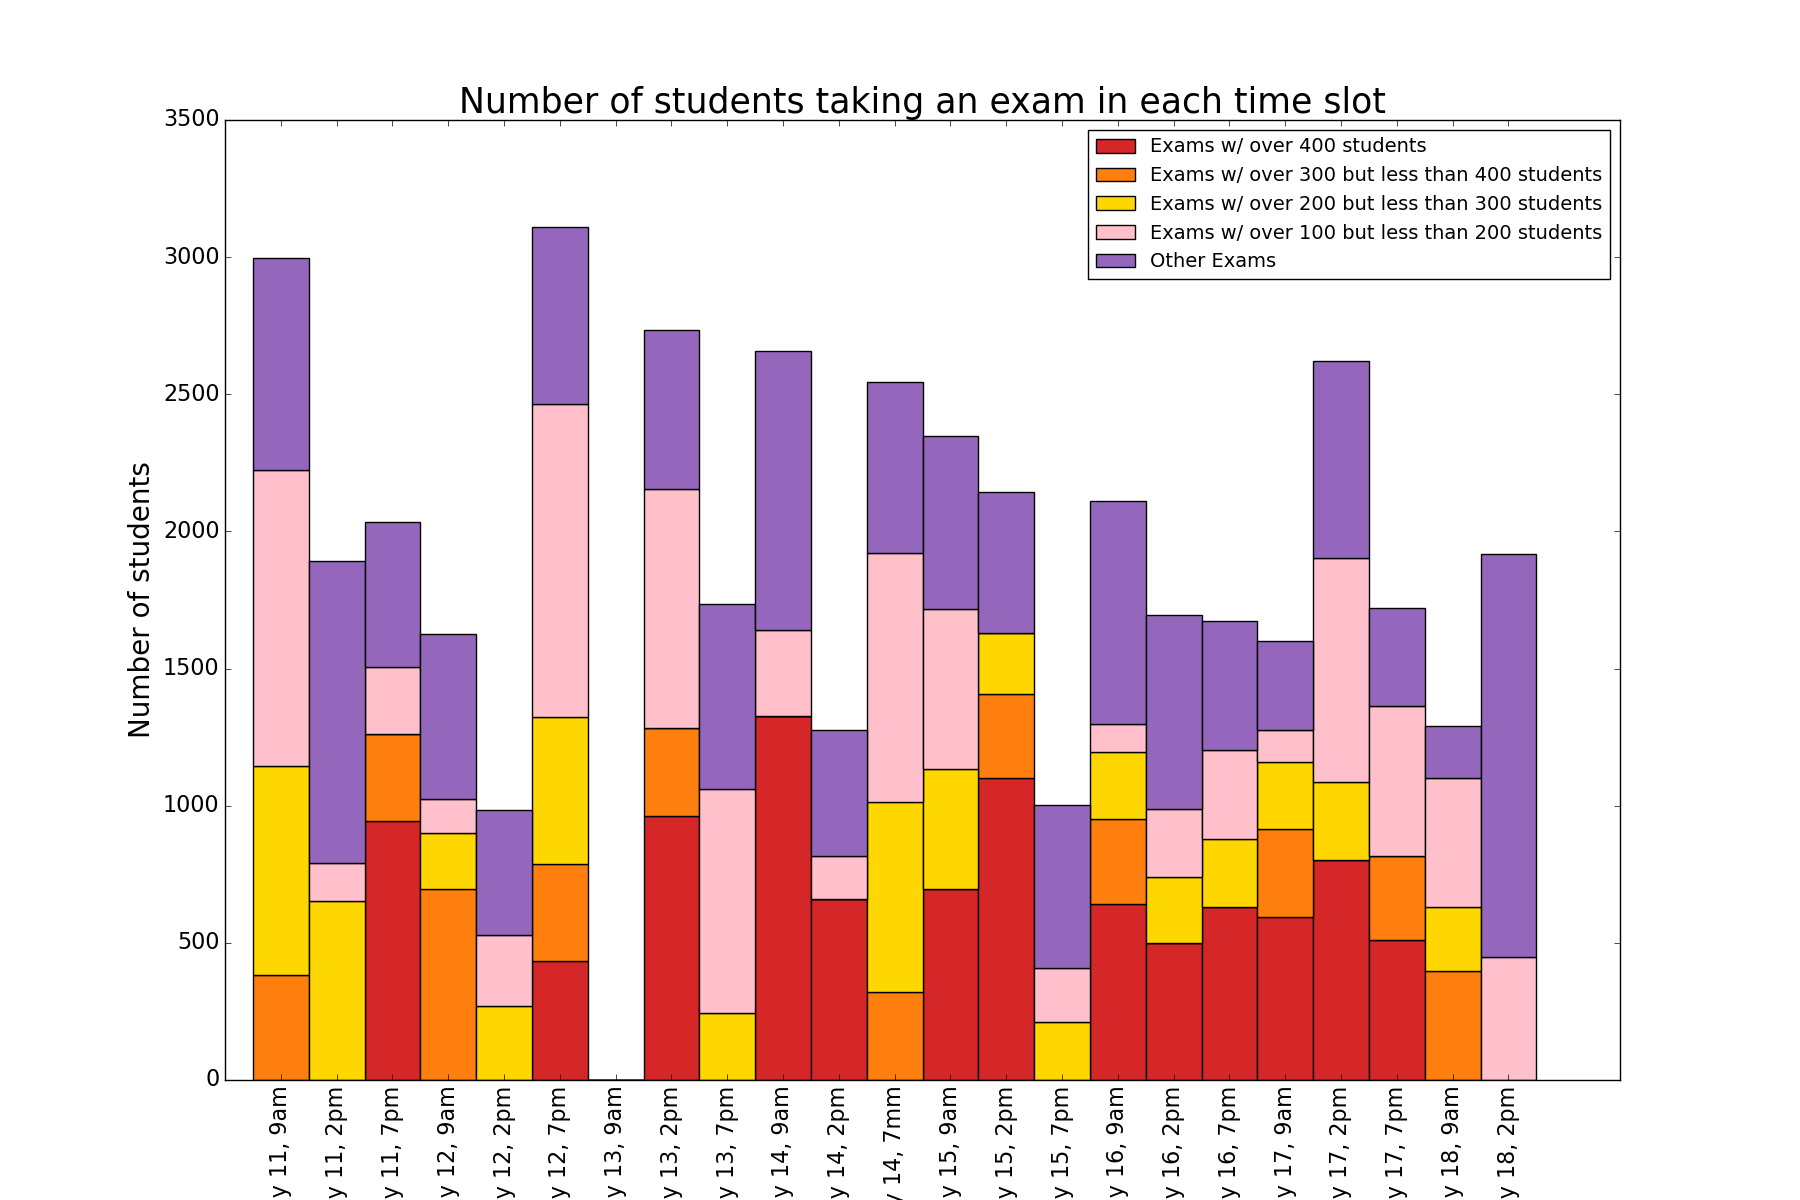 Number of students taking an exam in each time slot
Exams w/ over 400 students
Exams w/ over 300 but less than 400 students
Exams w/ over 200 but less than 300 students
Exams w/ over 100 but less than 200 students
Other Exams
Number of students
3500
3000
2500
2000
1500
1000
500
0
y 11, 9am
y 11, 2pm
y 11, 7pm
y 12, 9am
y 12, 2pm
y 12, 7pm
y 13, 9am
y 13, 2pm
y 13, 7pm
y 14, 9am
y 14, 2pm
y 14, 7mm
y 15, 9am
y 15, 2pm
y 15, 7pm
y 16, 9am
y 16, 2pm
y 16, 7pm
y 17, 9am
y 17, 2pm
y 17, 7pm
y 18, 9am
y 18, 2pm